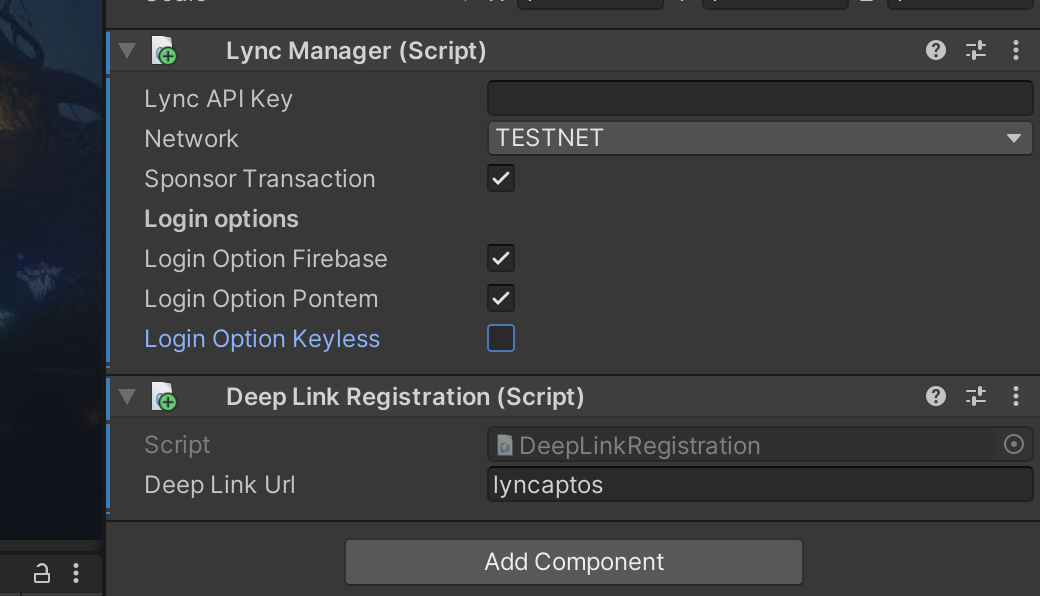 Lync Manager (Script)
Lync API Key
Network TESTNET
Sponsor Transaction
Login options
Login Option Firebase
Login Option Pontem
Login Option Keyless
Deep Link Registration (Script)
Script DeepLinkRegistration
Deep Link Url lyncaptos
Add Component